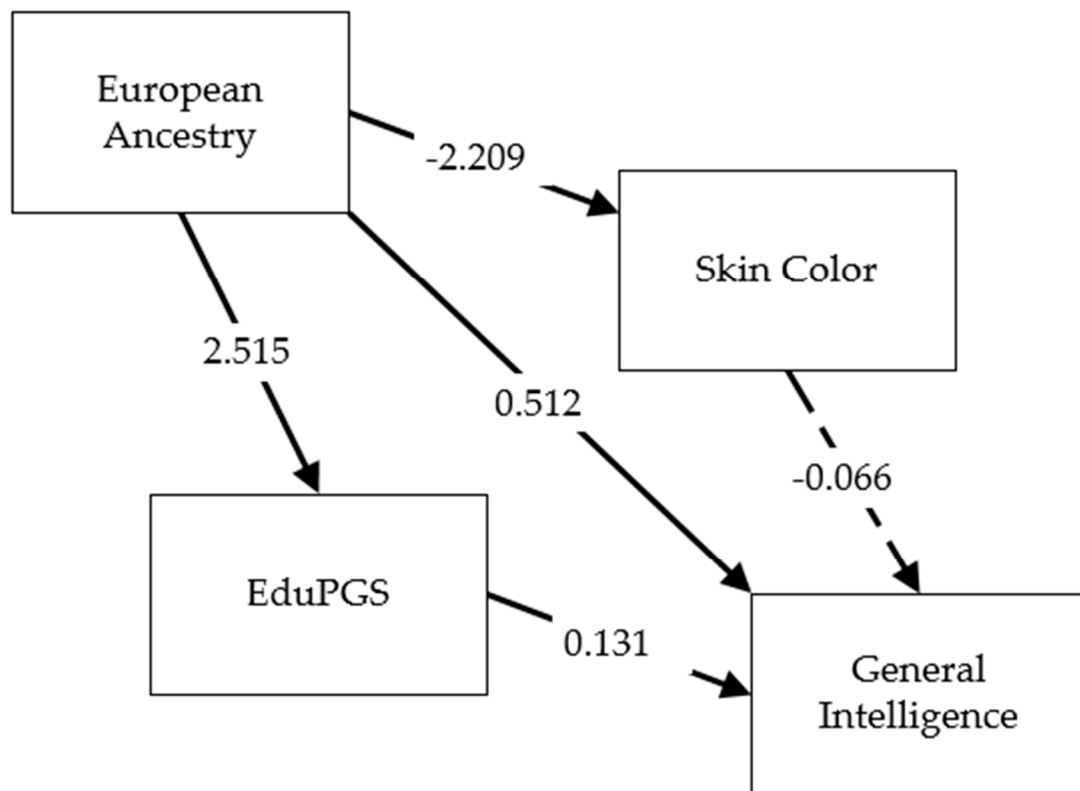 European
Ancestry
-2.209
Skin Color
2.515
0.512
-0.066
EduPGS
0.131
General
Intelligence